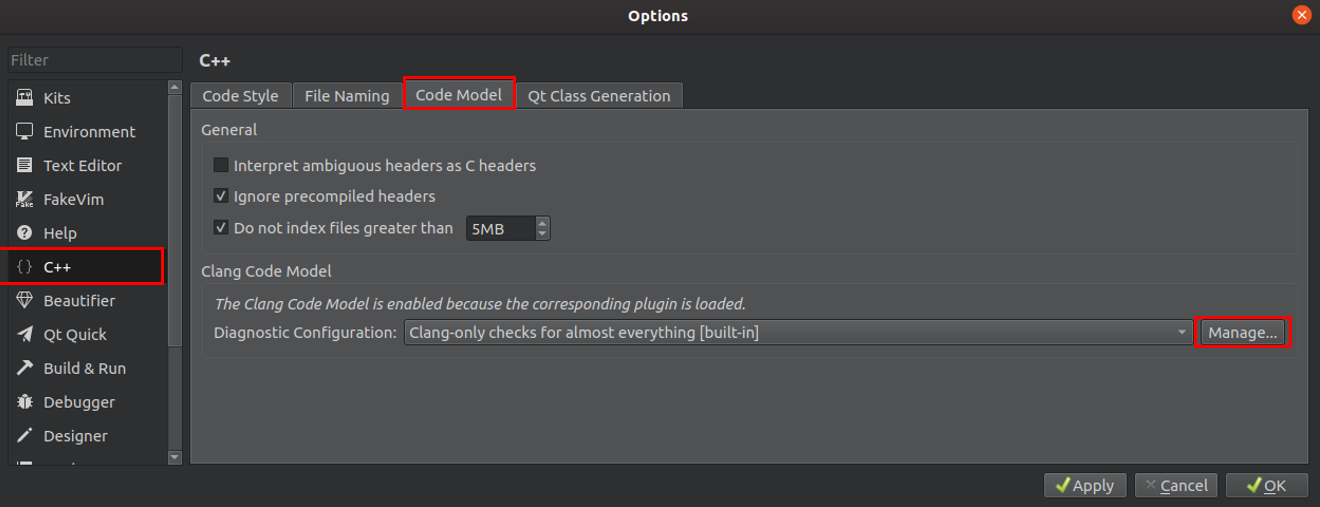 Options
Filter
Kits
Environment
Text Editor
FakeVim
Help
{} C++
Beautifier
Qt Quick
Build & Run
Debugger
Designer
C++
Code Style File Naming Code Model Qt Class Generation
General
Interpret ambiguous headers as C headers
Ignore precompiled headers
Do not index files greater than 5MB
Clang Code Model
The Clang Code Model is enabled because the corresponding plugin is loaded.
Diagnostic Configuration: Clang-only checks for almost everything [built-in] Manage...
Apply Cancel OK